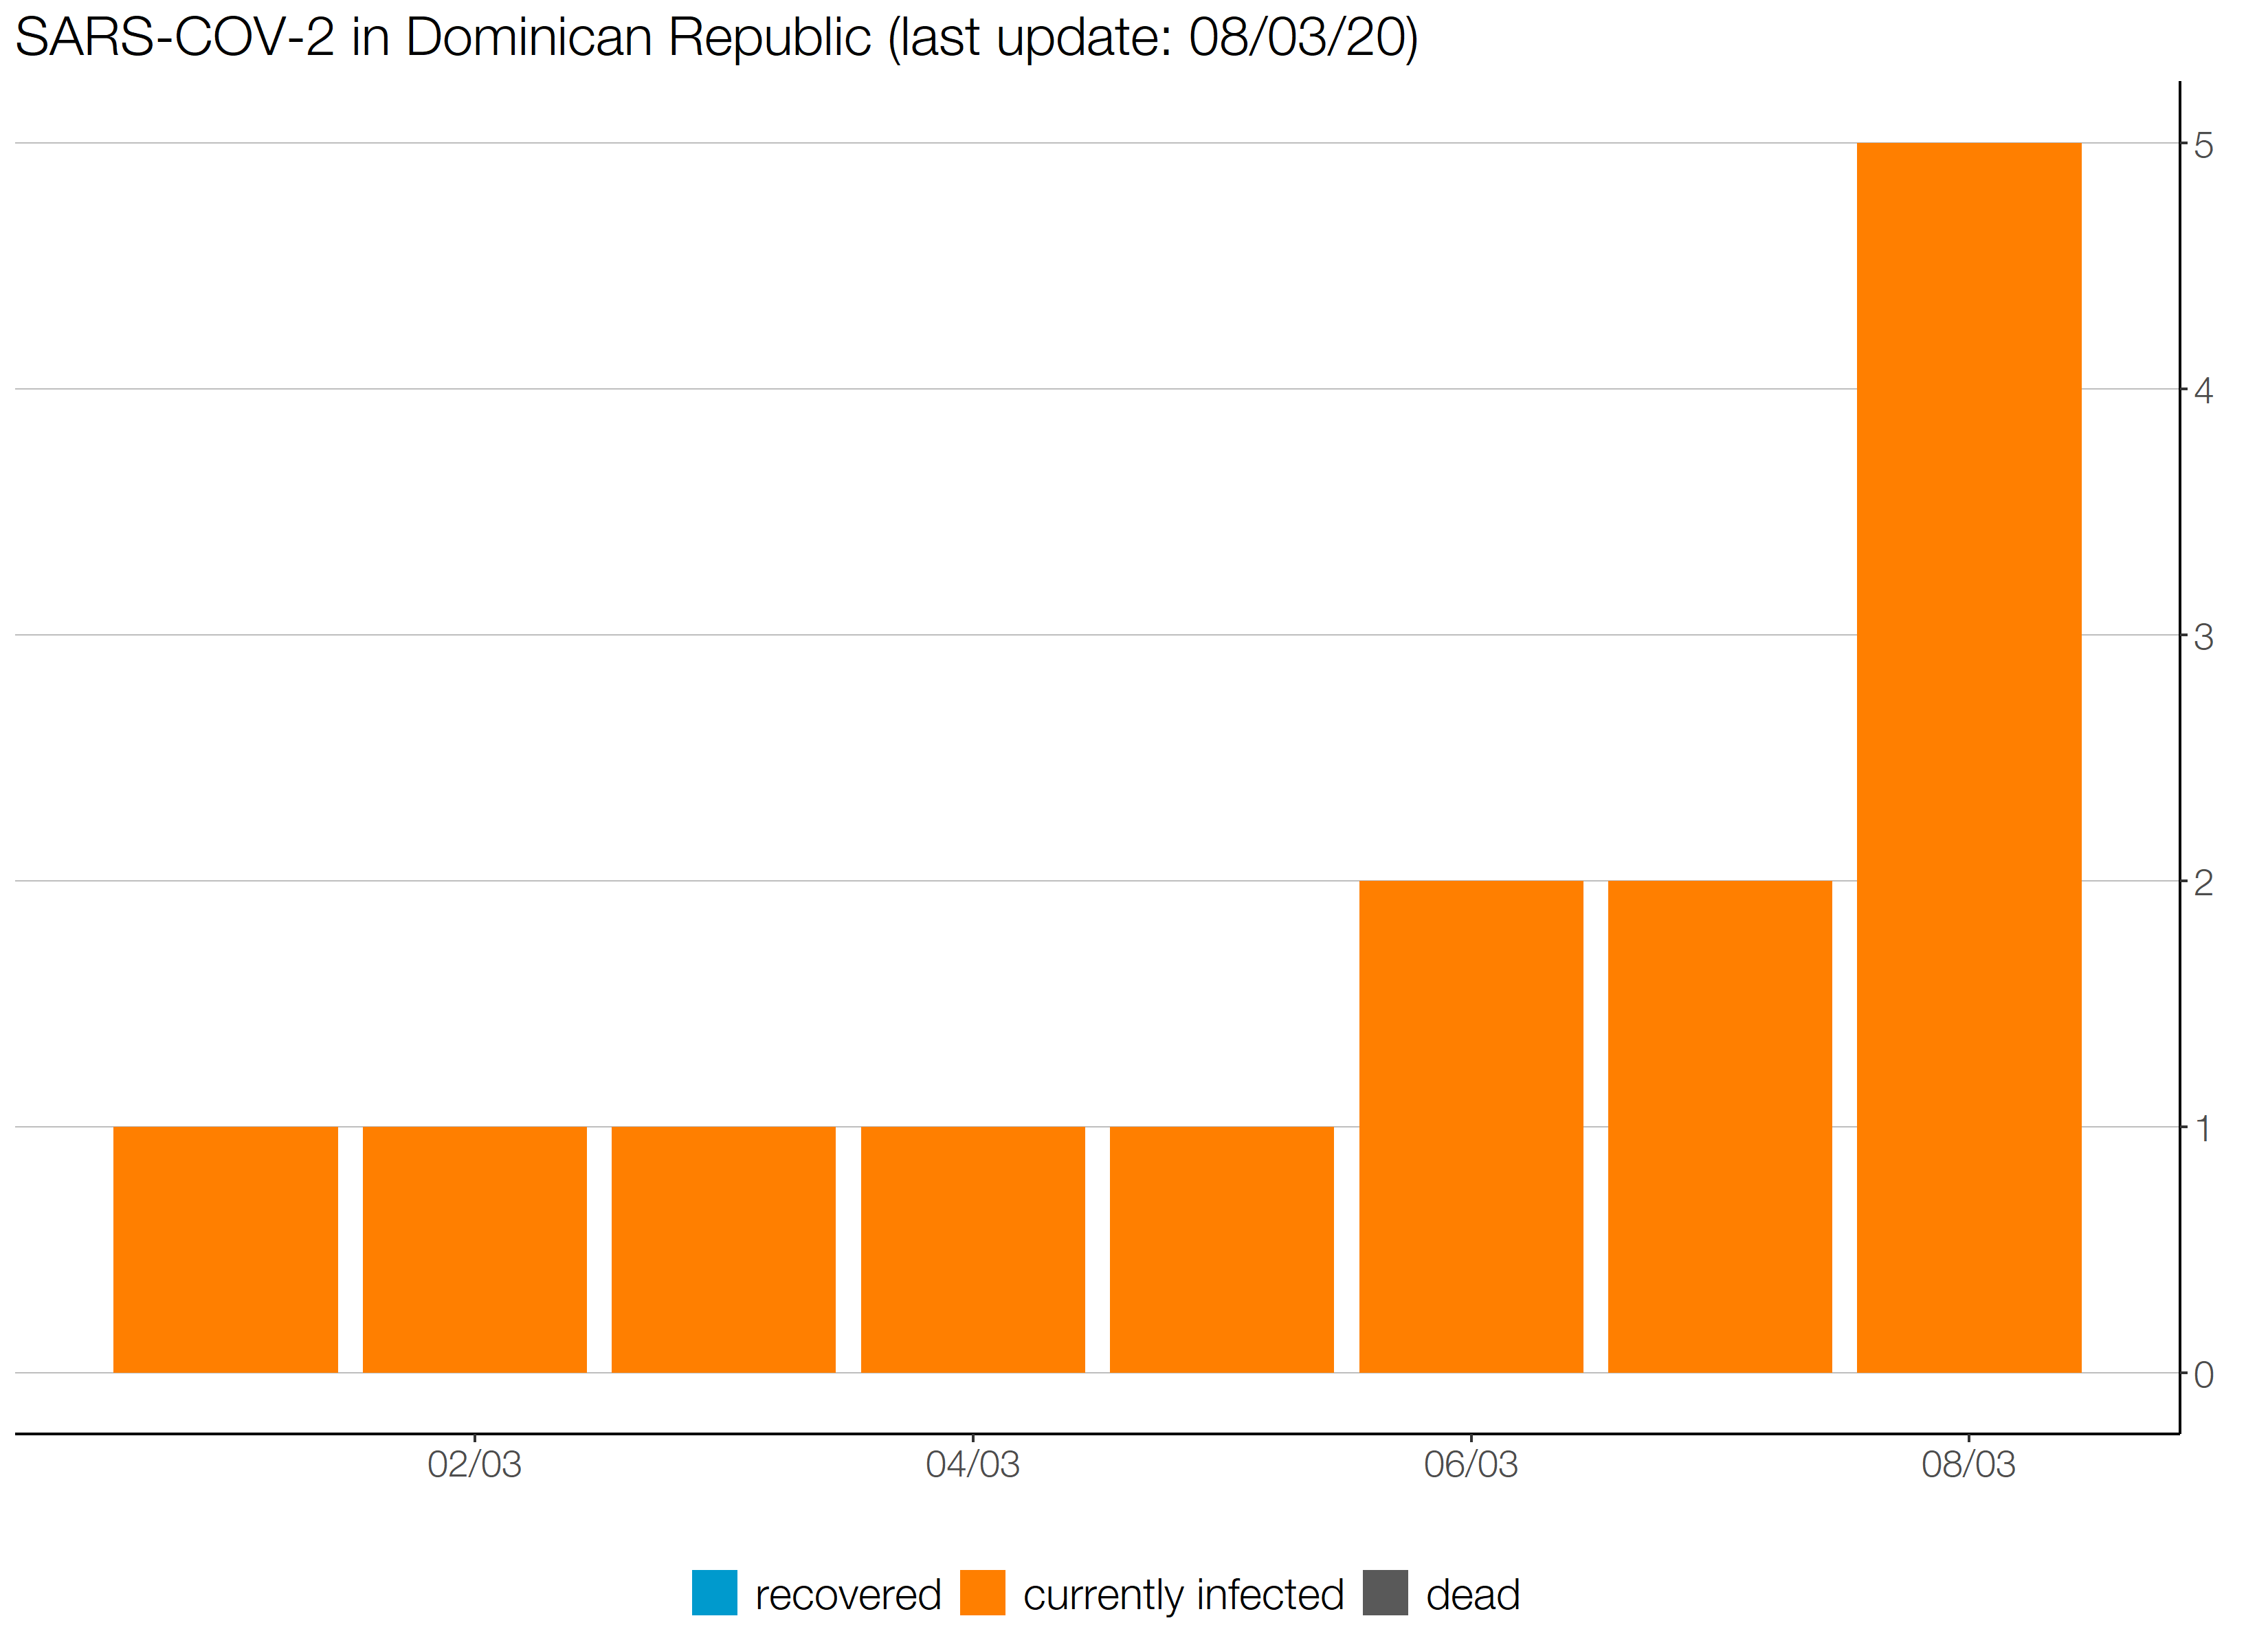 SARS-COV-2 in Dominican Republic (last update: 08/03/20)
5
4
3
2
1
0
02/03 04/03 06/03 08/03
recovered currently infected dead